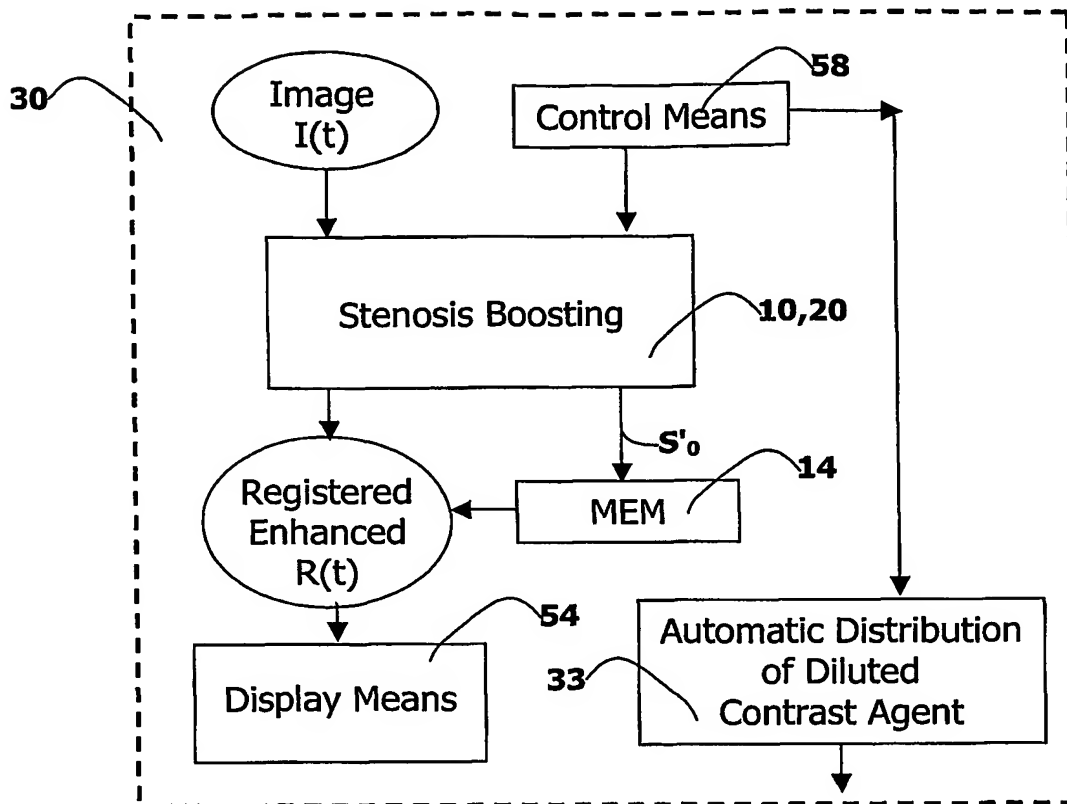 30
Image
I(t)
58
Control Means
Stenosis Boosting
10,20
S'0
14
MEM
Registered
Enhanced
R(t)
54
Display Means
Automatic Distribution
of Diluted
Contrast Agent
33